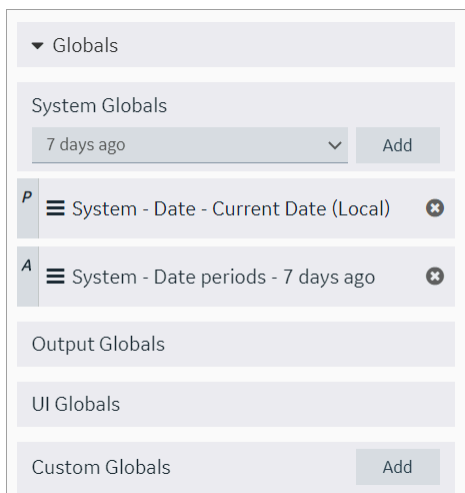 Globals
System Globals
7 days ago
Add
P
System - Date - Current Date (Local)
A
System - Date periods - 7 days ago
Output Globals
UI Globals
Custom Globals
Add